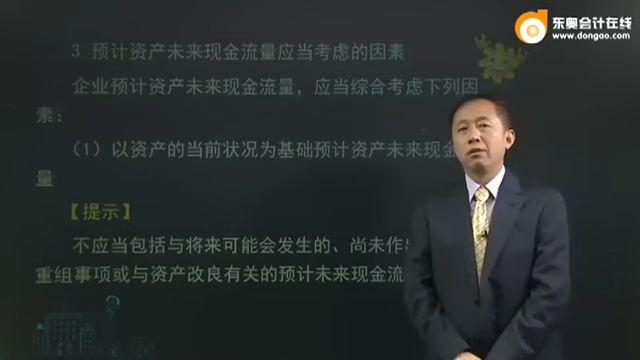 东奥会计在线
www.dongao.com
3.预计资产未来现金流量应当考虑的因素
企业预计资产未来现金流量，应当综合考虑下列因
素：
（1）以资产的当前状况为基础预计资产未来现金
量
【提示】
不应当包括与将来可能会发生的、尚未作
重组事项或与资产改良有关的预计未来现金流